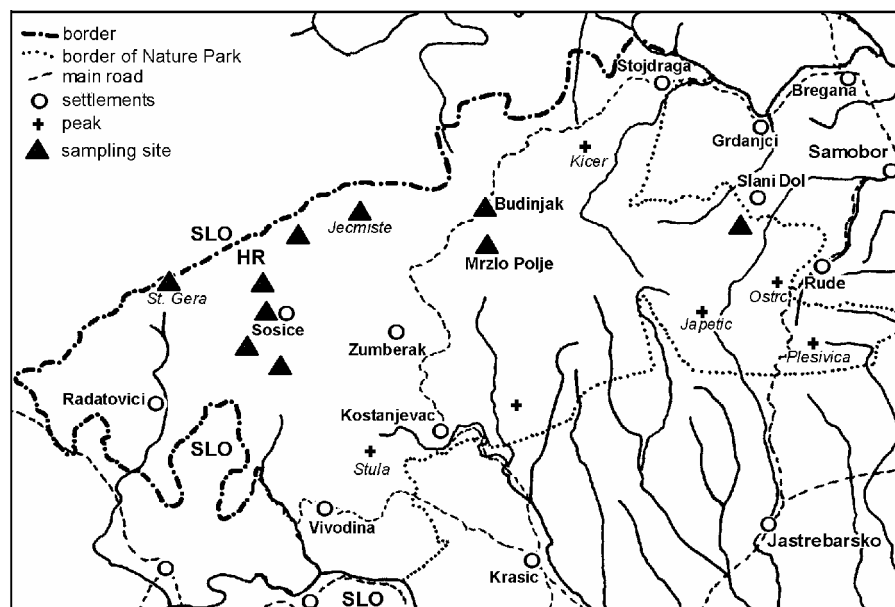 border
border of Nature Park
main road
settlements
peak
sampling site
Stojdraga
Bregana
Grdanjci
Kicer
Samobor
Slani Dol
Budinjak
Jecmiste
SLO
HR
Mrzlo Polje
Rude
St. Gera
Ostrc
Sosice
Japetic
Zumberak
Plesivica
Radatovici
Kostanjevac
SLO
Stula
Vivodina
Jastrebarsko
Krasic
SLO